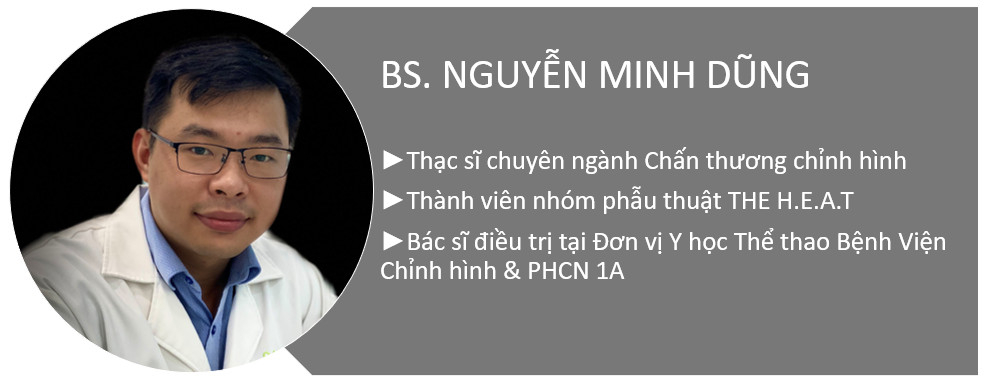 BS. NGUYỄN MINH DŨNG
►Thạc sĩ chuyên ngành Chấn thương chỉnh hình
►Thành viên nhóm phẫu thuật THE H.E.A.T
►Bác sĩ điều trị tại Đơn vị Y học Thể thao Bệnh Viện
Chỉnh hình & PHCN 1A